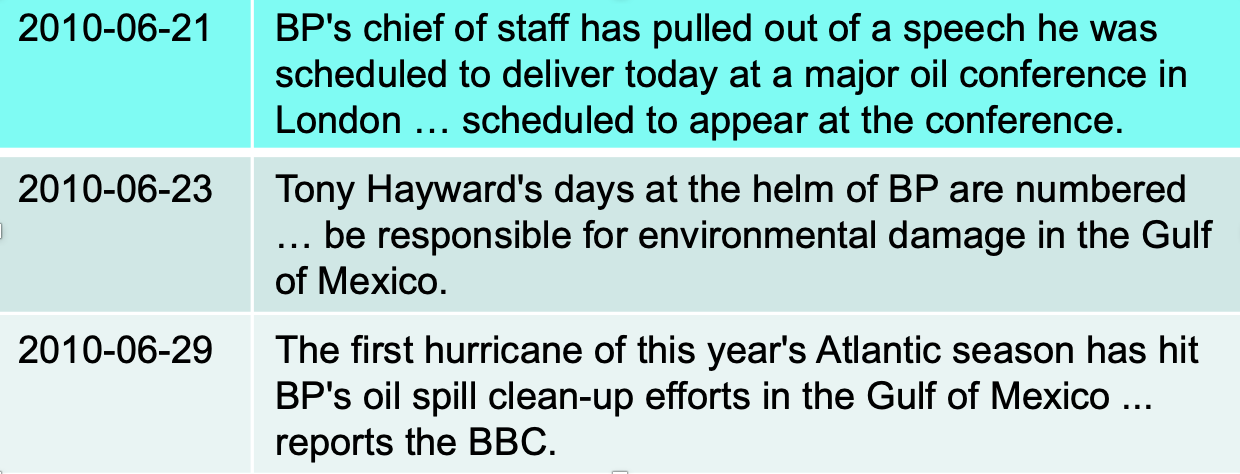 2010-06-21
BP's chief of staff has pulled out of a speech he was
scheduled to deliver today at a major oil conference in
London … scheduled to appear at the conference.
2010-06-23
Tony Hayward's days at the helm of BP are numbered
… be responsible for environmental damage in the Gulf
of Mexico.
2010-06-29
The first hurricane of this year's Atlantic season has hit
BP's oil spill clean-up efforts in the Gulf of Mexico ...
reports the BBC.